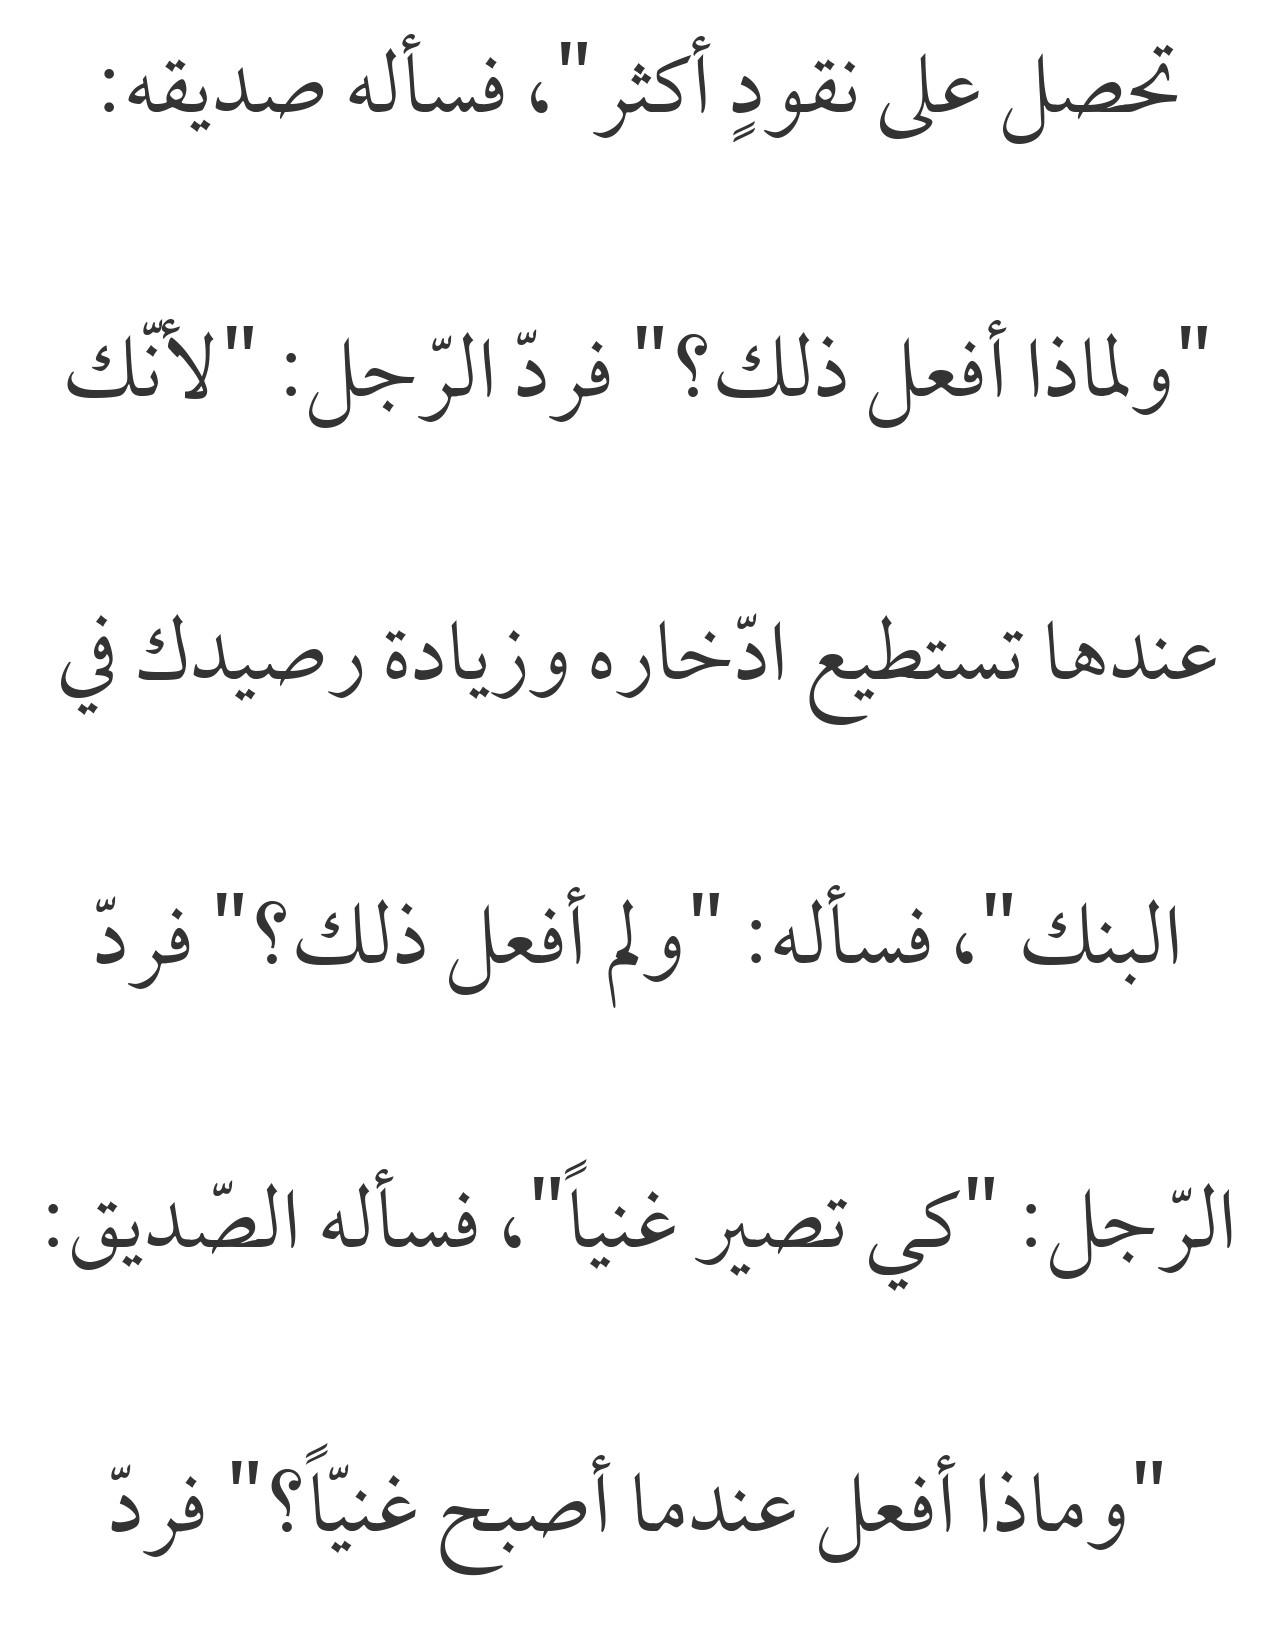 تحصل على نقودٍ أكثر"، فسأله صديقه:
"ولماذا أفعل ذلك؟" فردّ الرّجل: "لأنّك
عندها تستطيع ادّخاره وزيادة رصيدك في
البنك"، فسأله: "ولم أفعل ذلك؟" فردّ
الرّجل: "كي تصير غنياً"، فسأله الصّديق:
"وماذا أفعل عندما أصبح غنيّاً؟" فردّ